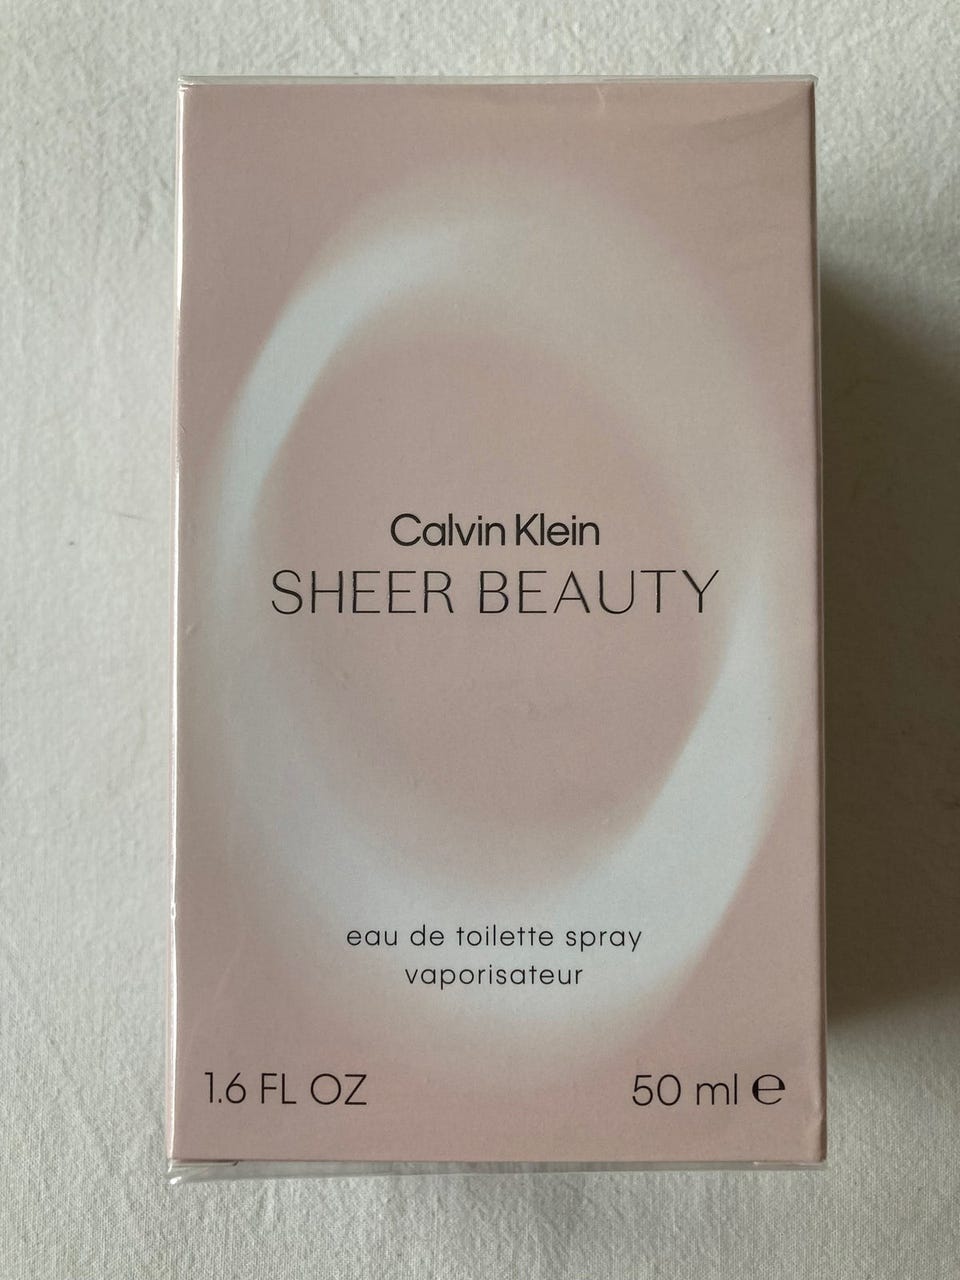 Calvin Klein
SHEER BEAUTY
eau de toilette spray
vaporisateur
1.6 FL OZ 50 ml ℮